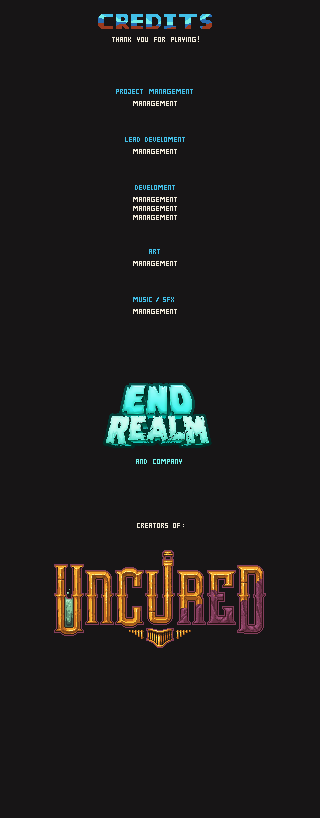 CREDITS
THANK YOU FOR PLAYING!
PROJECT MANAGEMENT
MANAGEMENT
LEAD DEVELOMENT
MANAGEMENT
DEVELOMENT
MANAGEMENT
MANAGEMENT
MANAGEMENT
ART
MANAGEMENT
MUSIC / SFX
MANAGEMENT
END
REALM
AND COMPANY
CREATORS OF:
UNCURED